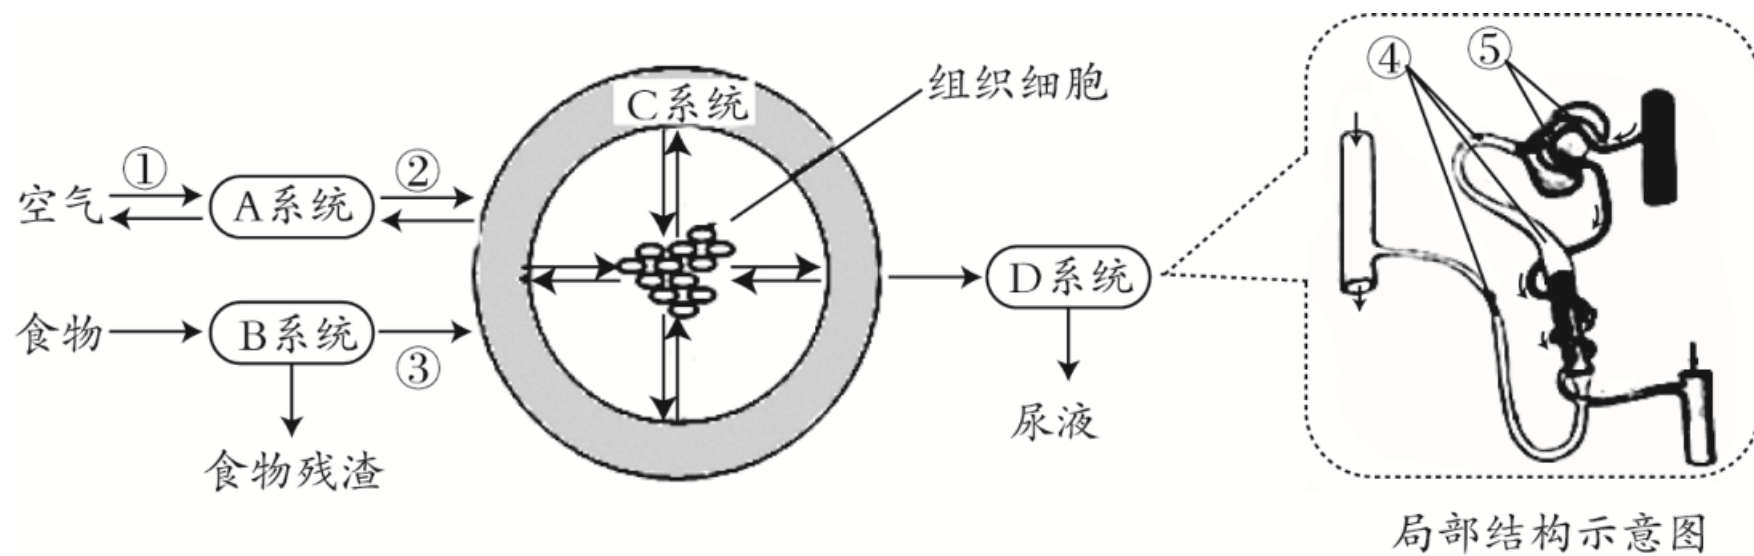 空气
①
A系统
②
食物
B系统
③
食物残渣
C系统
组织细胞
D系统
尿液
④
⑤
局部结构示意图